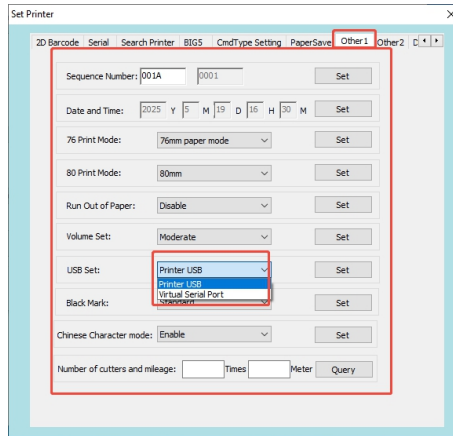 Set Printer
2D Barcode Serial Search Printer BIG5 CmdType Setting PaperSave Other1 Other2
Sequence Number: 001A 0001 Set
Date and Time: 2025 Y 5 M 19 D 16 H 30 M Set
76 Print Mode: 76mm paper mode Set
80 Print Mode: 80mm Set
Run Out of Paper: Disable Set
Volume Set: Moderate Set
USB Set: Printer USB Set
Printer USB
Virtual Serial Port
Black Mark: Standard Set
Chinese Character mode: Enable Set
Number of cutters and mileage: Times Meter Query